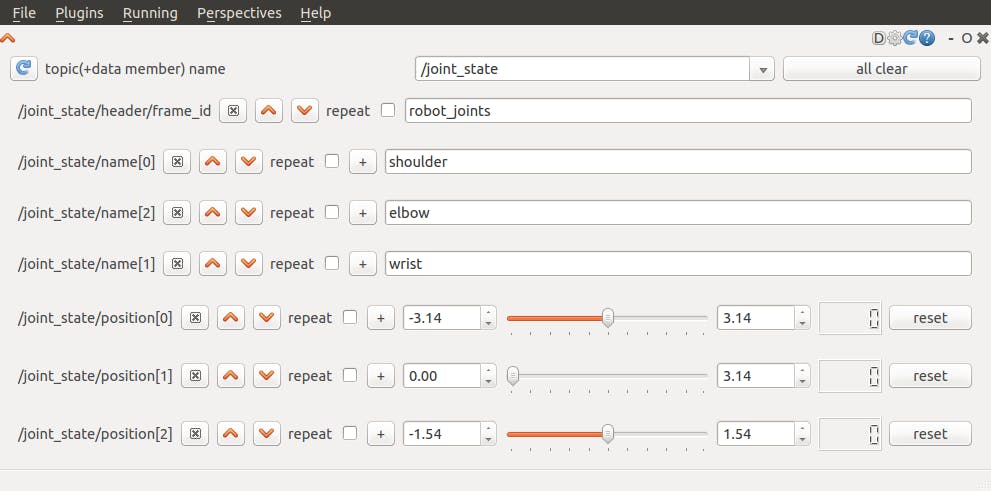 File Plugins Running Perspectives Help
D ? - O
topic(+data member) name /joint_state all clear
/joint_state/header/frame_id repeat robot_joints
/joint_state/name[0] repeat + shoulder
/joint_state/name[2] repeat + elbow
/joint_state/name[1] repeat + wrist
/joint_state/position[0] repeat + -3.14 3.14 0 reset
/joint_state/position[1] repeat + 0.00 3.14 0 reset
/joint_state/position[2] repeat + -1.54 1.54 0 reset